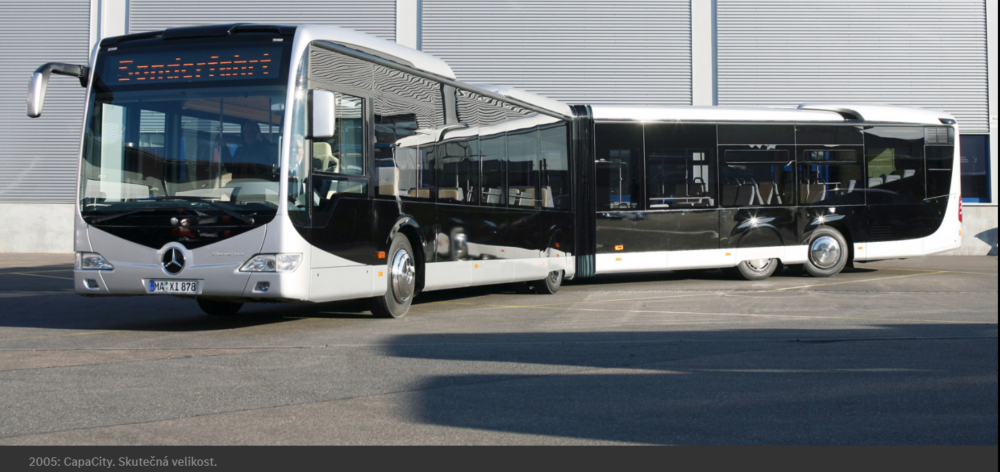 Sonderfahrt
CapaCity
MA XI 878
2005: CapaCity. Skutečná velikost.